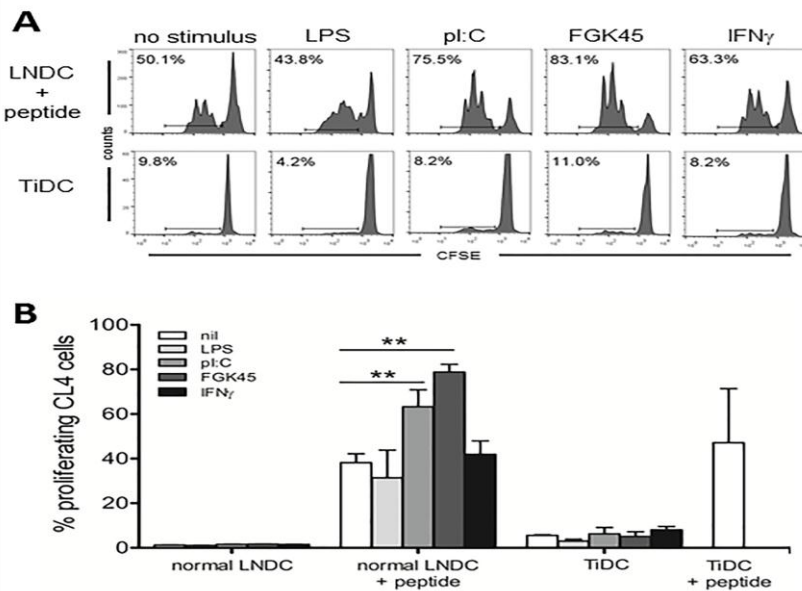 A
no stimulus LPS pI:C FGK45 IFNγ
LNDC
+
peptide
50.1% 43.8% 75.5% 83.1% 63.3%
counts
TiDC
9.8% 4.2% 8.2% 11.0% 8.2%
CFSE
B
% proliferating CL4 cells
100
80
60
40
20
0
nil
LPS
pI:C
FGK45
IFNγ
** 
**
normal LNDC
normal LNDC
+ peptide
TiDC
TiDC
+ peptide